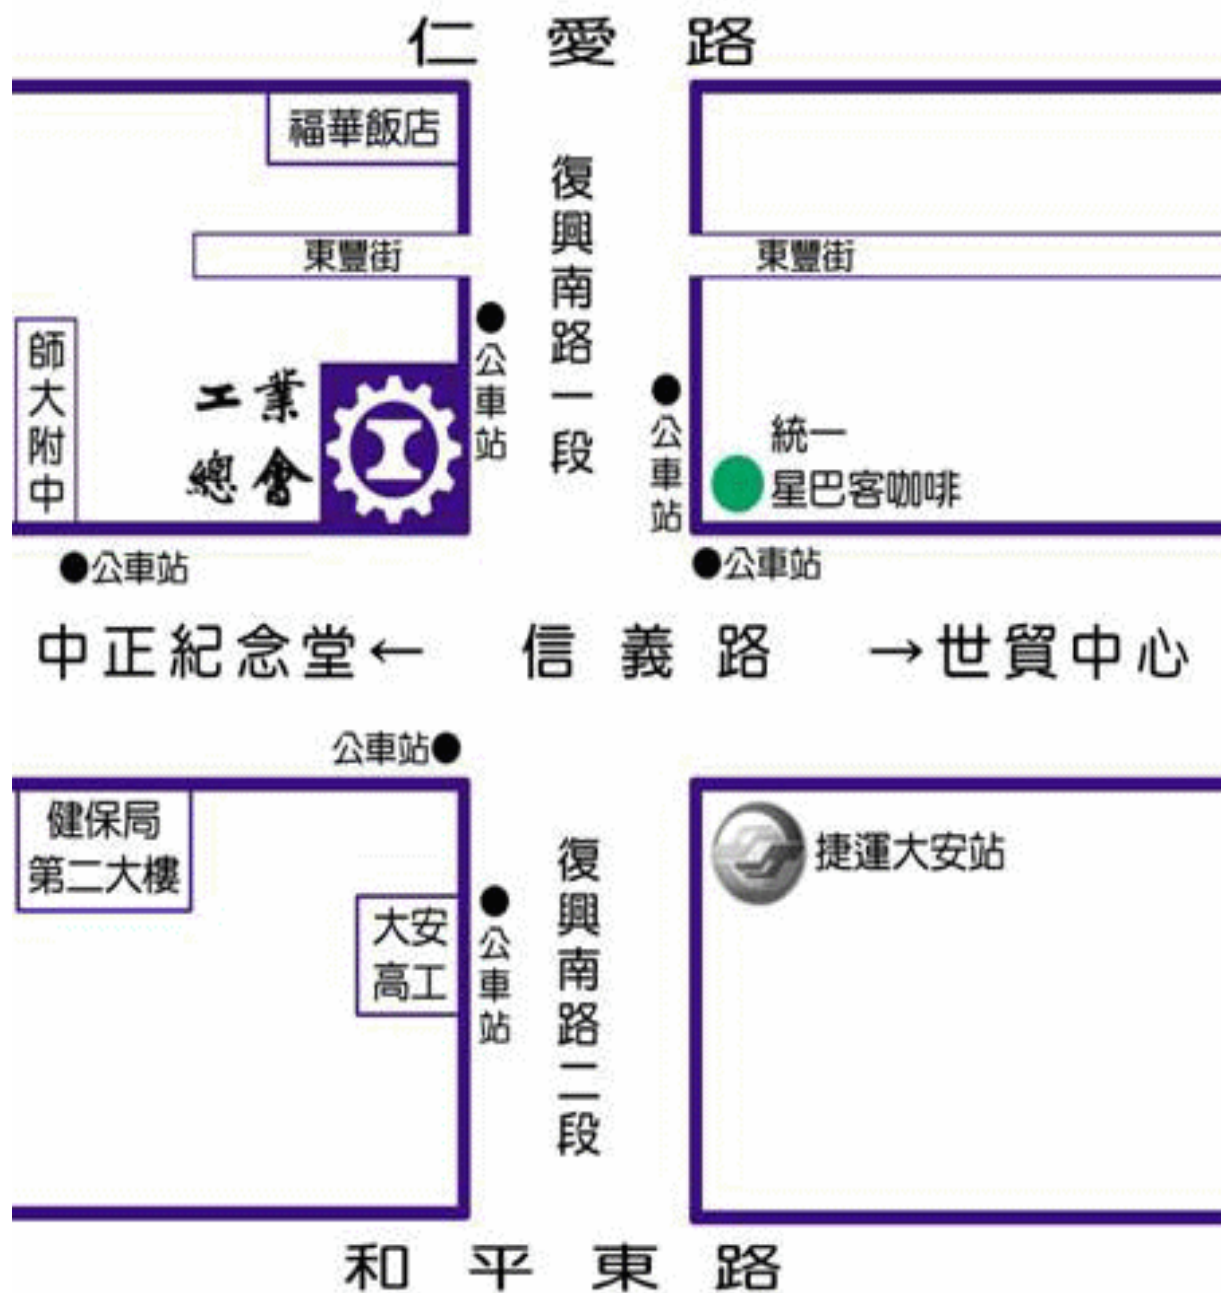 仁愛路
福華飯店
復興南路一段
東豐街
東豐街
師大附中
工業
總會
公車站
公車站
統一
星巴客咖啡
公車站
公車站
中正紀念堂← 信義路 →世貿中心
公車站
健保局
第二大樓
大安
高工
公車站
復興南路二段
捷運大安站
和平東路